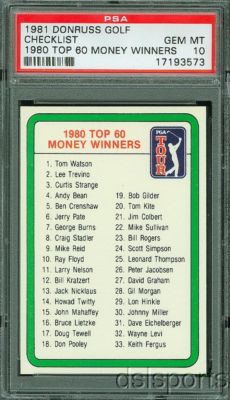 PSA
1981 DONRUSS GOLF
CHECKLIST GEM MT
1980 TOP 60 MONEY WINNERS 10
17193573
1980 TOP 60
MONEY WINNERS
PGA
TOUR
1. Tom Watson
2. Lee Trevino
3. Curtis Strange
4. Andy Bean
5. Ben Crenshaw
6. Jerry Pate
7. George Burns
8. Craig Stadler
9. Mike Reid
10. Ray Floyd
11. Larry Nelson
12. Bill Kratzert
13. Jack Nicklaus
14. Howard Twitty
15. John Mahaffey
16. Bruce Lietzke
17. Doug Tewell
18. Don Pooley
19. Bob Gilder
20. Tom Kite
21. Jim Colbert
22. Mike Sullivan
23. Bill Rogers
24. Scott Simpson
25. Leonard Thompson
26. Peter Jacobsen
27. David Graham
28. Gil Morgan
29. Lon Hinkle
30. Johnny Miller
31. Dave Eichelberger
32. Wayne Levi
33. Keith Fergus
dslsports